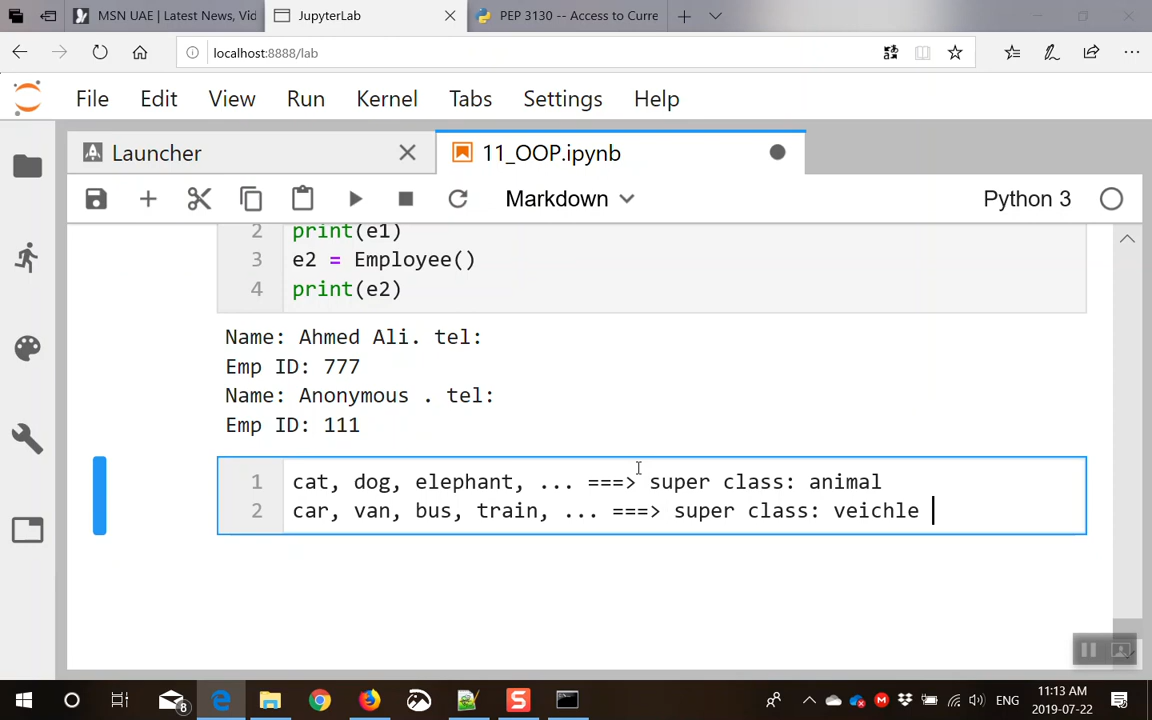 MSN UAE | Latest News, Vid
JupyterLab
PEP 3130 -- Access to Curre
localhost:8888/lab
File Edit View Run Kernel Tabs Settings Help
Launcher
11_OOP.ipynb
Markdown
Python 3
2 print(e1)
3 e2 = Employee()
4 print(e2)
Name: Ahmed Ali. tel:
Emp ID: 777
Name: Anonymous . tel:
Emp ID: 111
1 cat, dog, elephant, ... ===> super class: animal
2 car, van, bus, train, ... ===> super class: veichle
8
ENG
11:13 AM
2019-07-22